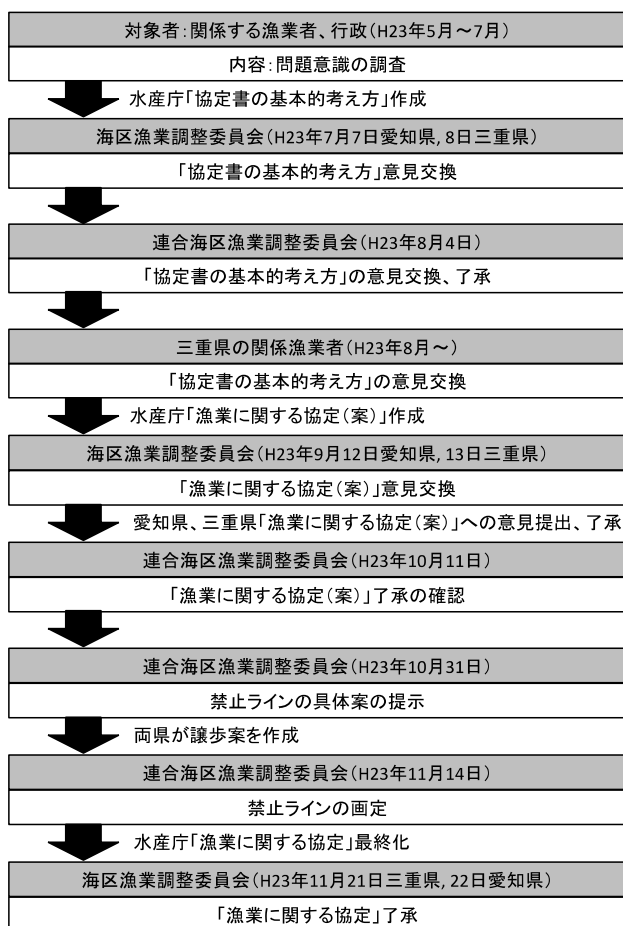 対象者：関係する漁業者、行政（H23年5月～7月）
内容：問題意識の調査
水産庁「協定書の基本的考え方」作成
海区漁業調整委員会（H23年7月7日愛知県, 8日三重県）
「協定書の基本的考え方」意見交換
連合海区漁業調整委員会（H23年8月4日）
「協定書の基本的考え方」の意見交換、了承
三重県の関係漁業者（H23年8月～）
「協定書の基本的考え方」の意見交換
水産庁「漁業に関する協定（案）」作成
海区漁業調整委員会（H23年9月12日愛知県, 13日三重県）
「漁業に関する協定（案）」意見交換
愛知県、三重県「漁業に関する協定（案）」への意見提出、了承
連合海区漁業調整委員会（H23年10月11日）
「漁業に関する協定（案）」了承の確認
連合海区漁業調整委員会（H23年10月31日）
禁止ラインの具体案の提示
両県が譲歩案を作成
連合海区漁業調整委員会（H23年11月14日）
禁止ラインの画定
水産庁「漁業に関する協定」最終化
海区漁業調整委員会（H23年11月21日三重県, 22日愛知県）
「漁業に関する協定」了承